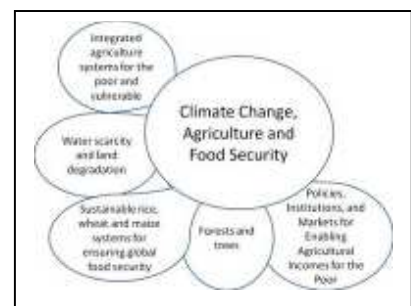 Integrated
agriculture
systems for the
poor and
vulnerable
Climate Change,
Agriculture and
Food Security
Water scarcity
and land
degradation
Sustainable rice,
wheat and maize
systems for
ensuring global
food security
Forests and
trees
Policies,
Institutions, and
Markets for
Enabling
Agricultural
Incomes for the
Poor